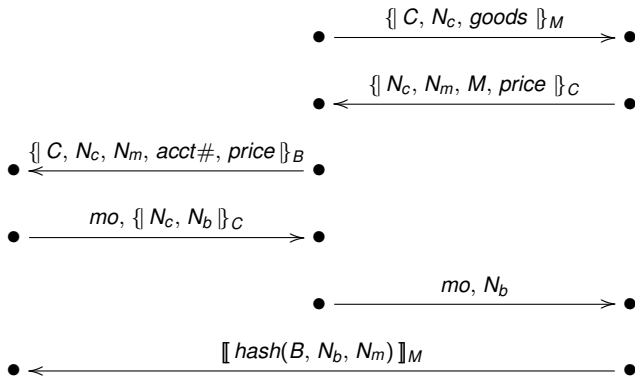 {| C, N_c, goods |}_M
{| N_c, N_m, M, price |}_C
{| C, N_c, N_m, acct#, price |}_B
mo, {| N_c, N_b |}_C
mo, N_b
[[ hash(B, N_b, N_m) ]]_M